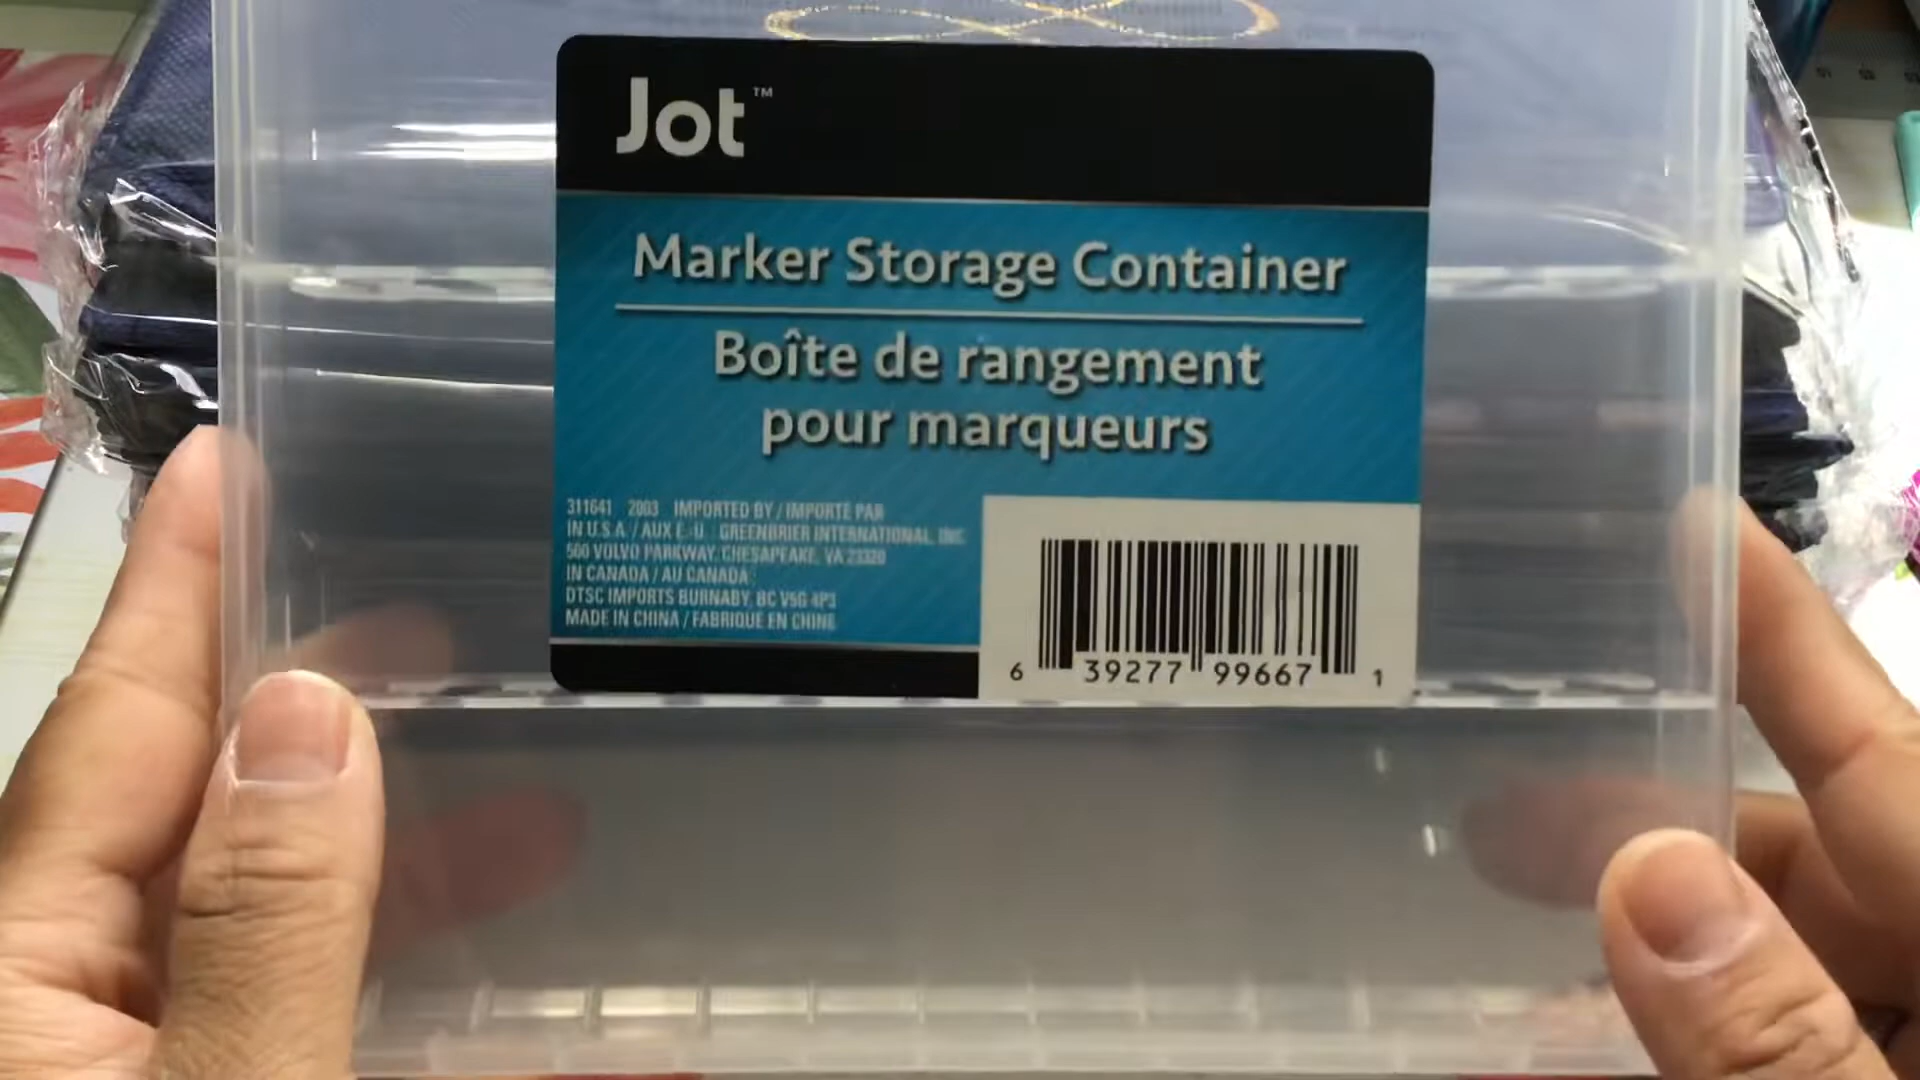 Jot™
Marker Storage Container
Boîte de rangement
pour marqueurs
311641 2003 IMPORTED BY / IMPORTÉ PAR
IN U.S.A. / AUX É.-U. GREENBRIER INTERNATIONAL, INC.
500 VOLVO PARKWAY, CHESAPEAKE, VA 23320
IN CANADA / AU CANADA:
DTSC IMPORTS BURNABY, BC V5G 4P3
MADE IN CHINA / FABRIQUÉ EN CHINE
6 39277 99667 1